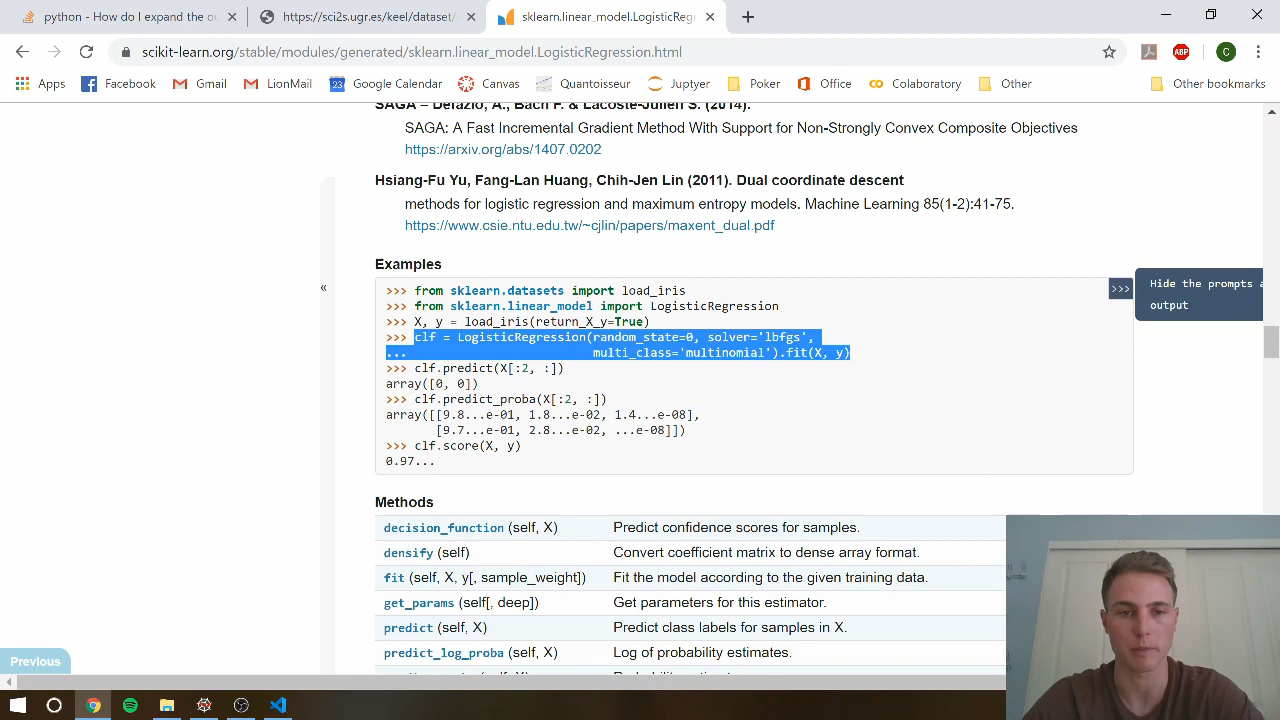 python - How do I expand the ou
https://sci2s.ugr.es/keel/dataset/
sklearn.linear_model.LogisticReg
scikit-learn.org/stable/modules/generated/sklearn.linear_model.LogisticRegression.html
ABP
C
Apps
Facebook
Gmail
LionMail
23
Google Calendar
Canvas
Quantoisseur
Juptyer
Poker
Office
Colaboratory
Other
Other bookmarks
SAGA – Defazio, A., Bach F. & Lacoste-Julien S. (2014).
SAGA: A Fast Incremental Gradient Method With Support for Non-Strongly Convex Composite Objectives
https://arxiv.org/abs/1407.0202
Hsiang-Fu Yu, Fang-Lan Huang, Chih-Jen Lin (2011). Dual coordinate descent
methods for logistic regression and maximum entropy models. Machine Learning 85(1-2):41-75.
https://www.csie.ntu.edu.tw/~cjlin/papers/maxent_dual.pdf
«
Examples
>>> from sklearn.datasets import load_iris
>>> from sklearn.linear_model import LogisticRegression
>>> X, y = load_iris(return_X_y=True)
>>> clf = LogisticRegression(random_state=0, solver='lbfgs',
... multi_class='multinomial').fit(X, y)
>>> clf.predict(X[:2, :])
array([0, 0])
>>> clf.predict_proba(X[:2, :])
array([[9.8...e-01, 1.8...e-02, 1.4...e-08],
[9.7...e-01, 2.8...e-02, ...e-08]])
>>> clf.score(X, y)
0.97...
>>>
Hide the prompts a
output
Methods
decision_function (self, X) Predict confidence scores for samples.
densify (self) Convert coefficient matrix to dense array format.
fit (self, X, y[, sample_weight]) Fit the model according to the given training data.
get_params (self[, deep]) Get parameters for this estimator.
predict (self, X) Predict class labels for samples in X.
predict_log_proba (self, X) Log of probability estimates.
Previous